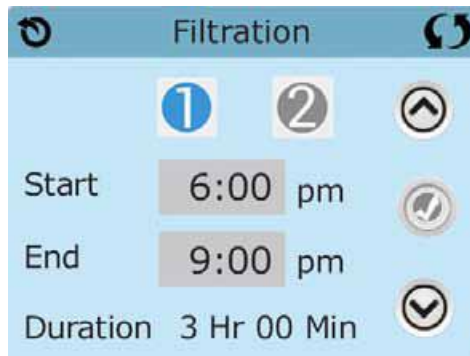 Filtration
1 2
Start 6:00 pm
End 9:00 pm
Duration 3 Hr 00 Min